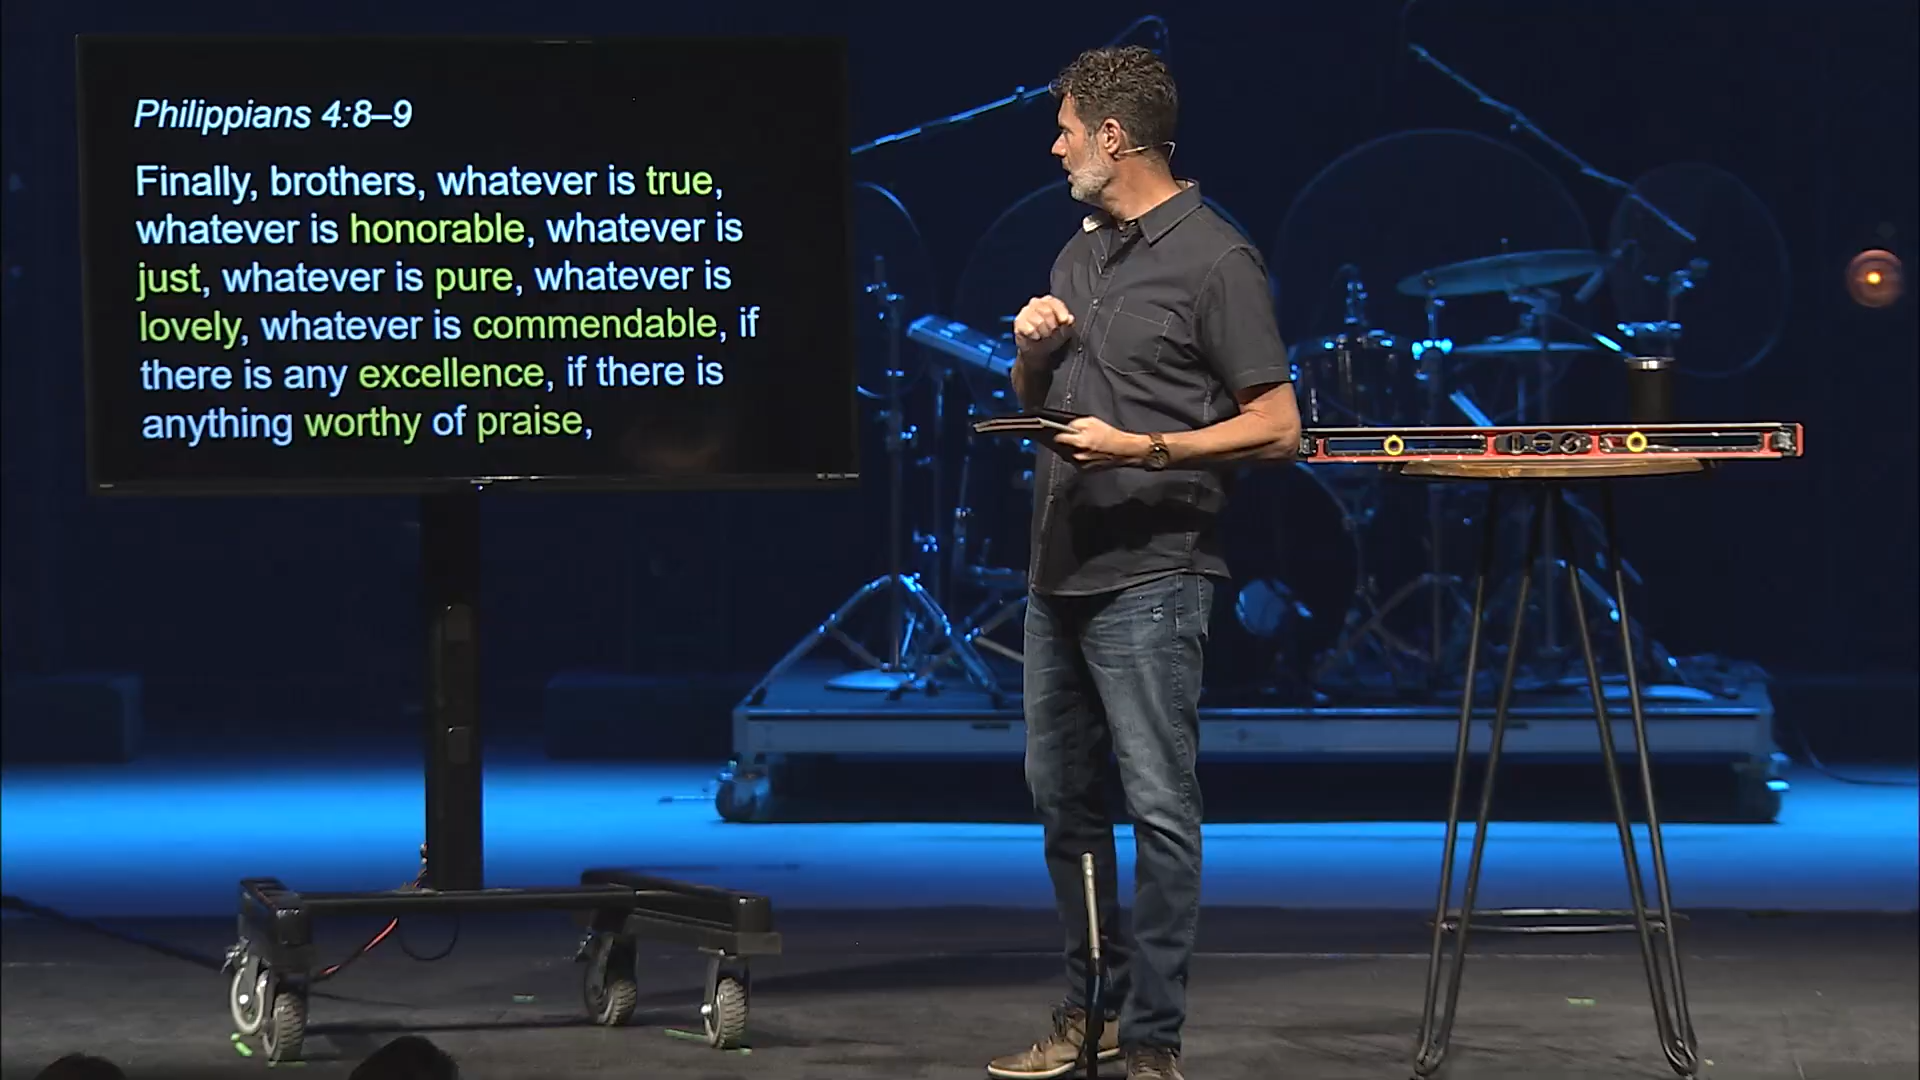 Philippians 4:8–9
Finally, brothers, whatever is true,
whatever is honorable, whatever is
just, whatever is pure, whatever is
lovely, whatever is commendable, if
there is any excellence, if there is
anything worthy of praise,